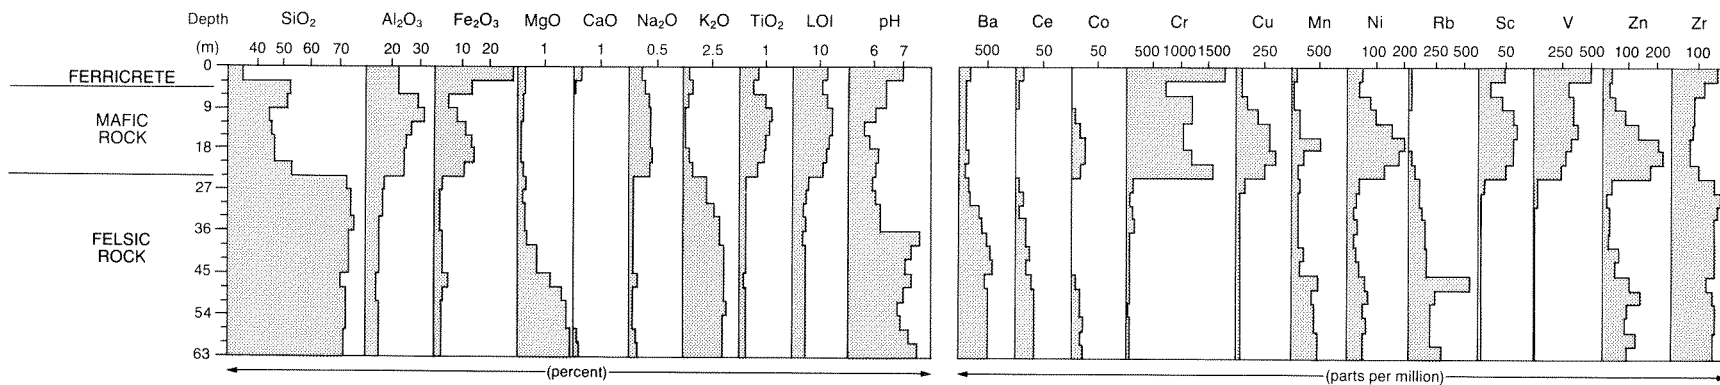 Depth SiO₂ Al₂O₃ Fe₂O₃ MgO CaO Na₂O K₂O TiO₂ LOI pH Ba Ce Co Cr Cu Mn Ni Rb Sc V Zn Zr
(m) 40 50 60 70 20 30 10 20 1 1 0.5 2.5 1 10 6 7 500 50 50 500 1000 1500 250 500 100 200 250 500 50 250 500 100 200 100
0
FERRICRETE
9
MAFIC
ROCK
18
27
36
FELSIC
ROCK
45
54
63
(percent) (parts per million)